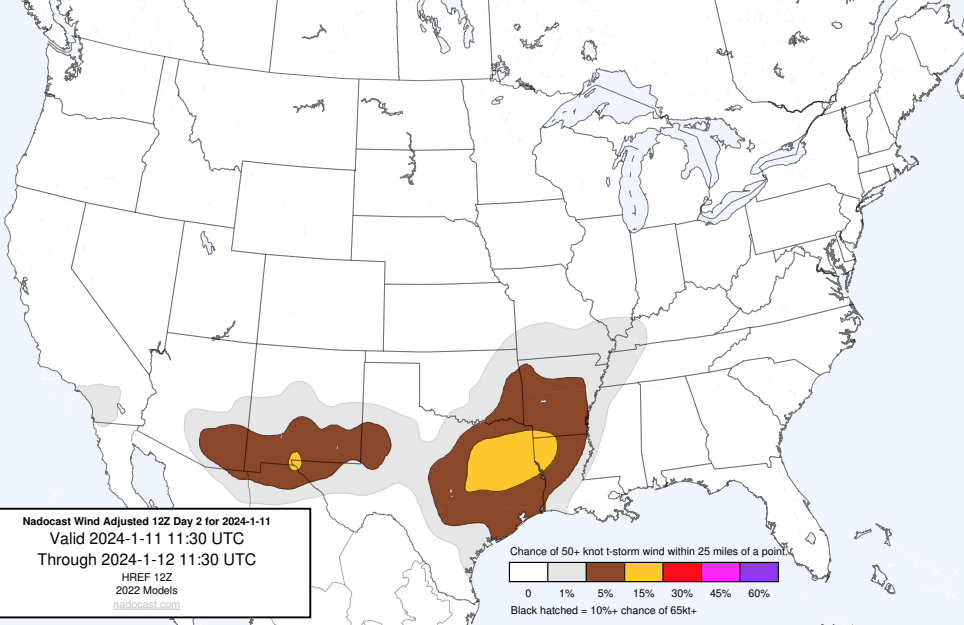 Nadocast Wind Adjusted 12Z Day 2 for 2024-1-11
Valid 2024-1-11 11:30 UTC
Through 2024-1-12 11:30 UTC
HREF 12Z
2022 Models
nadocast.com
Chance of 50+ knot t-storm wind within 25 miles of a point.
0 1% 5% 15% 30% 45% 60%
Black hatched = 10%+ chance of 65kt+